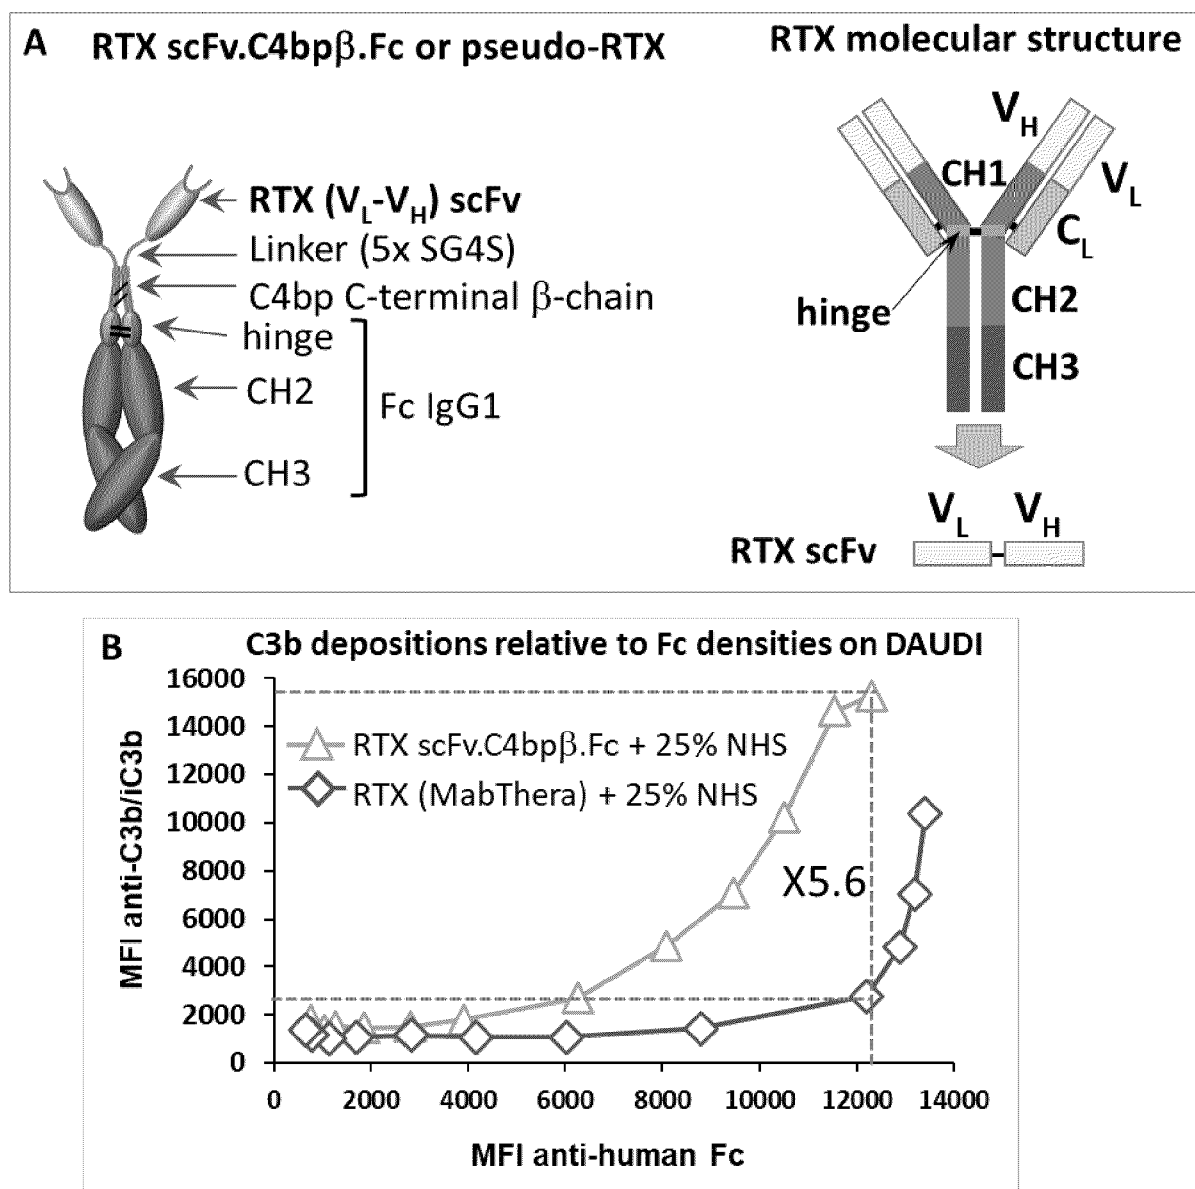 A
RTX scFv.C4bpβ.Fc or pseudo-RTX
RTX (VL-VH) scFv
Linker (5x SG4S)
C4bp C-terminal β-chain
hinge
CH2
CH3
Fc IgG1
RTX molecular structure
VH
CH1
VL
CL
hinge
CH2
CH3
VL VH
RTX scFv
B
C3b depositions relative to Fc densities on DAUDI
MFI anti-C3b/iC3b
16000
14000
12000
10000
8000
6000
4000
2000
0
RTX scFv.C4bpβ.Fc + 25% NHS
RTX (MabThera) + 25% NHS
X5.6
0 2000 4000 6000 8000 10000 12000 14000
MFI anti-human Fc